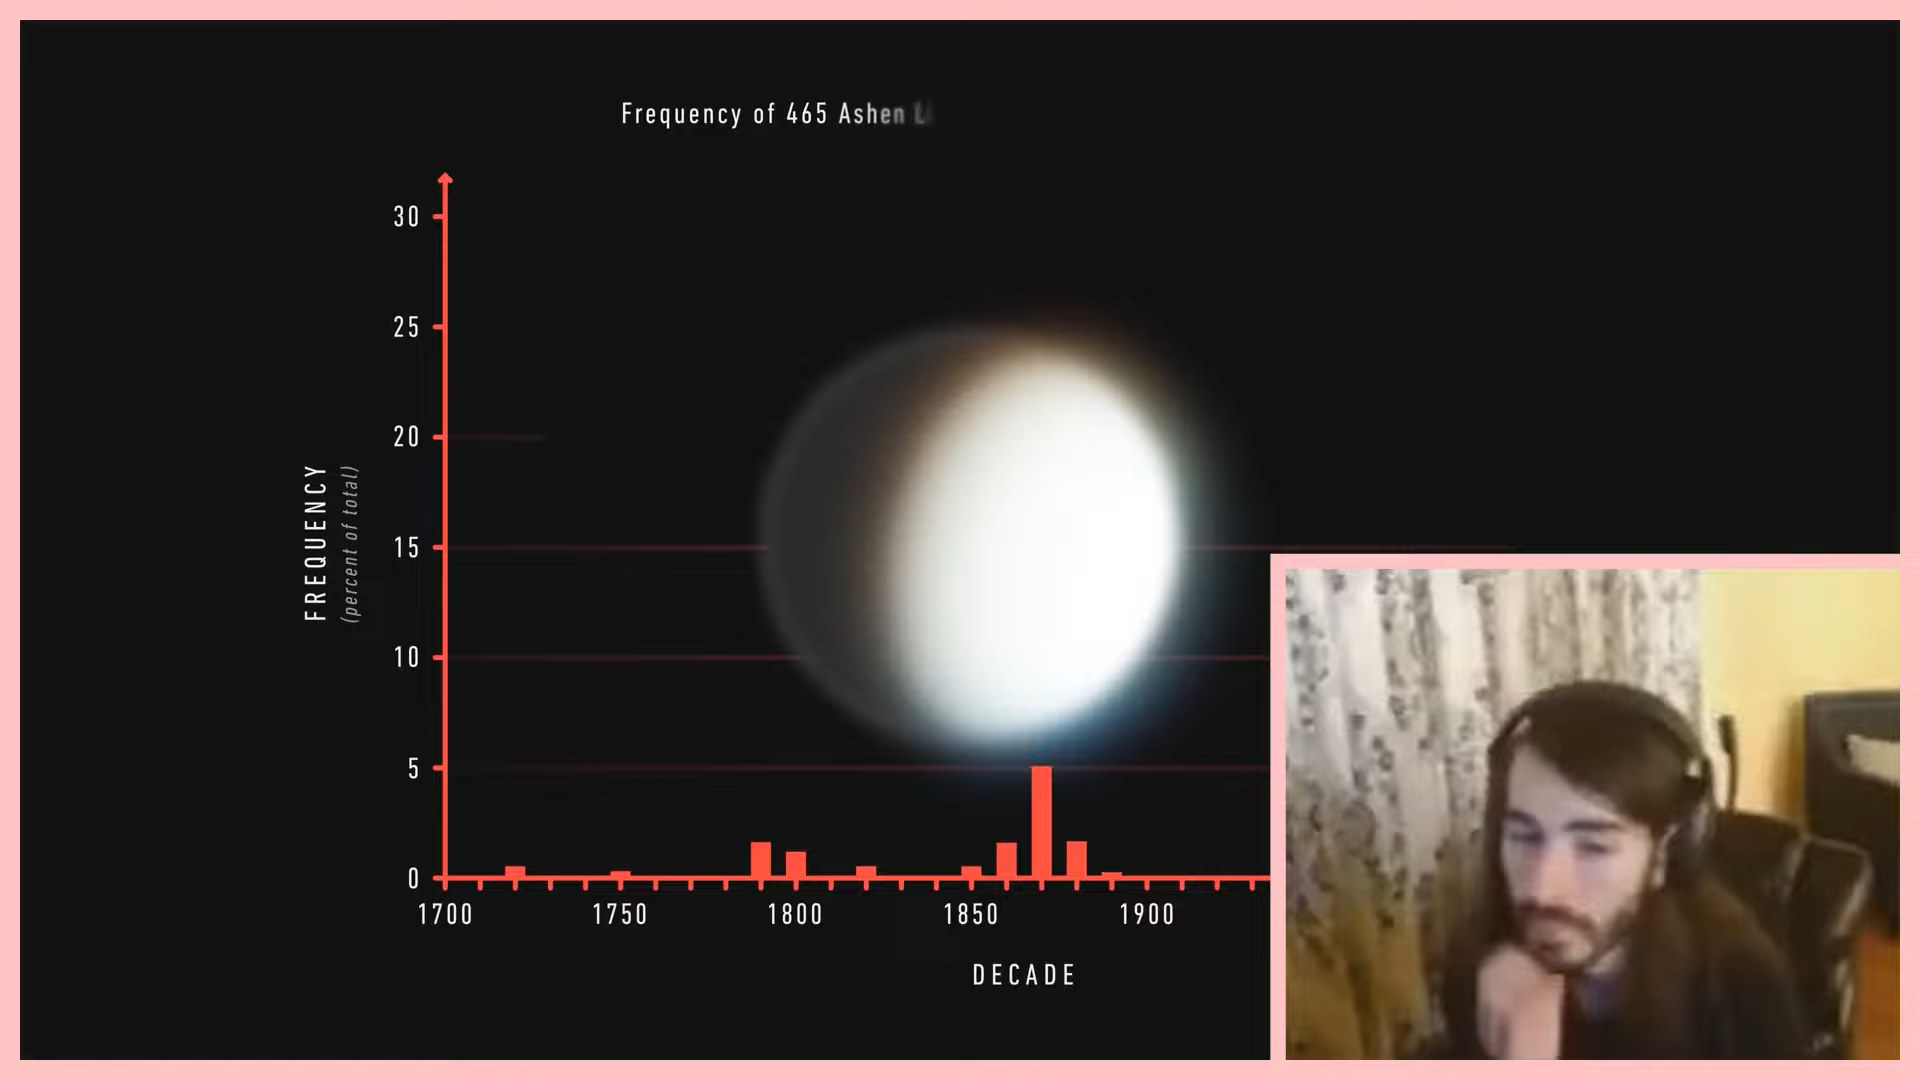 Frequency of 465 Ashen
30
25
20
15
10
5
0
FREQUENCY
(percent of total)
1700 1750 1800 1850 1900
DECADE